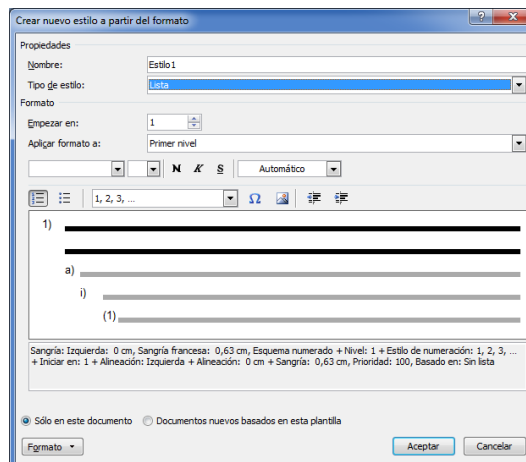 Crear nuevo estilo a partir del formato
Propiedades
Nombre: Estilo1
Tipo de estilo: Lista
Formato
Empezar en: 1
Aplicar formato a: Primer nivel
N K S Automático
1, 2, 3, ... Ω
1)
a)
i)
(1)
Sangría: Izquierda: 0 cm, Sangría francesa: 0,63 cm, Esquema numerado + Nivel: 1 + Estilo de numeración: 1, 2, 3, ...
+ Iniciar en: 1 + Alineación: Izquierda + Alineación: 0 cm + Sangría: 0,63 cm, Prioridad: 100, Basado en: Sin lista
Sólo en este documento Documentos nuevos basados en esta plantilla
Formato Aceptar Cancelar